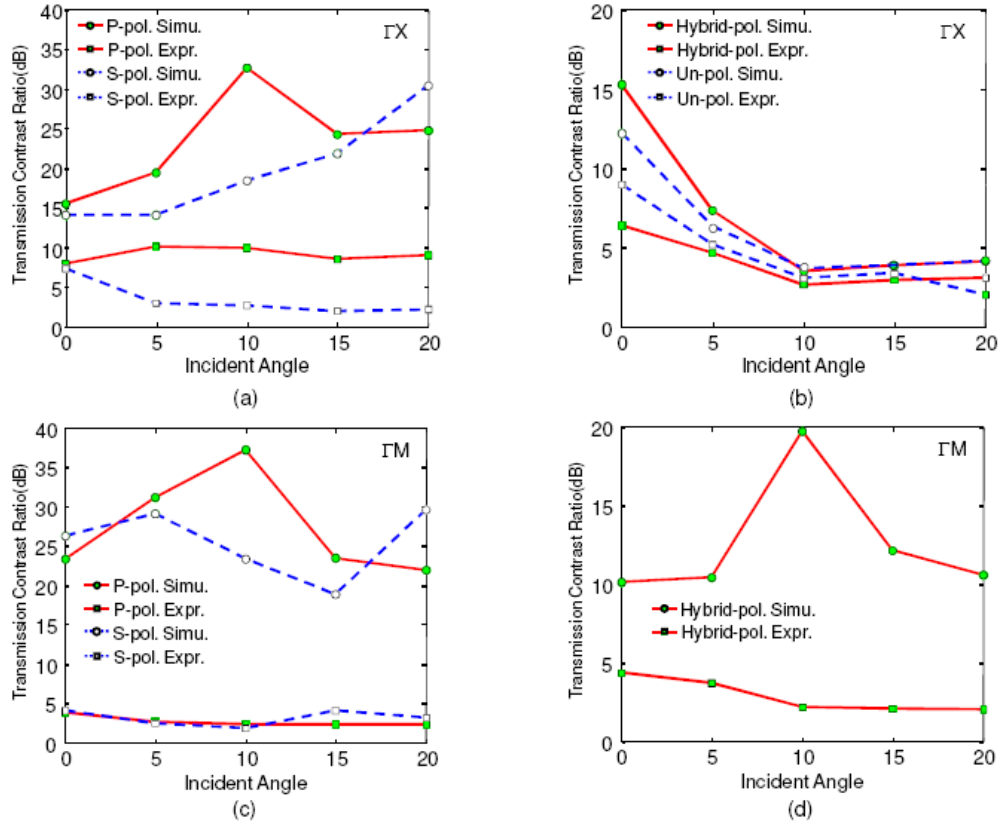 40
35
30
25
20
15
10
5
0
Transmission Contrast Ratio(dB)
P-pol. Simu.
P-pol. Expr.
S-pol. Simu.
S-pol. Expr.
ΓX
0 5 10 15 20
Incident Angle
(a)
20
15
10
5
0
Transmission Contrast Ratio(dB)
Hybrid-pol. Simu.
Hybrid-pol. Expr.
Un-pol. Simu.
Un-pol. Expr.
ΓX
0 5 10 15 20
Incident Angle
(b)
40
35
30
25
20
15
10
5
0
Transmission Contrast Ratio(dB)
ΓM
P-pol. Simu.
P-pol. Expr.
S-pol. Simu.
S-pol. Expr.
0 5 10 15 20
Incident Angle
(c)
20
15
10
5
0
Transmission Contrast Ratio(dB)
ΓM
Hybrid-pol. Simu.
Hybrid-pol. Expr.
0 5 10 15 20
Incident Angle
(d)